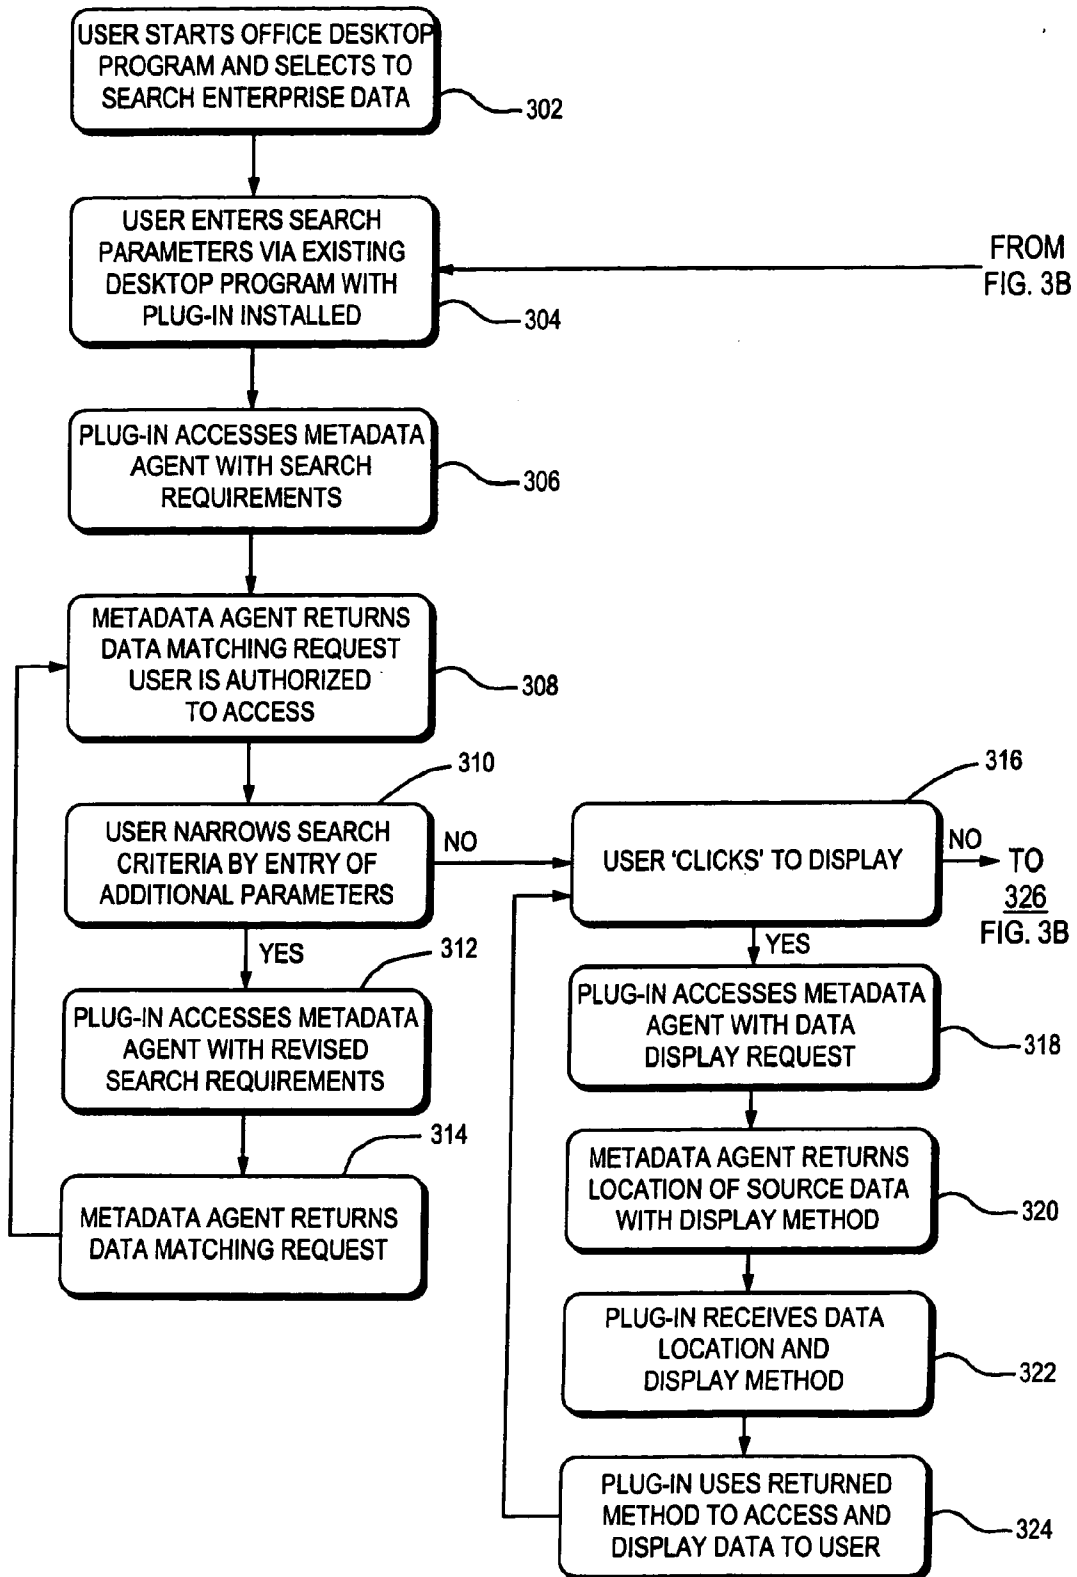 USER STARTS OFFICE DESKTOP
PROGRAM AND SELECTS TO
SEARCH ENTERPRISE DATA
302
USER ENTERS SEARCH
PARAMETERS VIA EXISTING
DESKTOP PROGRAM WITH
PLUG-IN INSTALLED
304
FROM
FIG. 3B
PLUG-IN ACCESSES METADATA
AGENT WITH SEARCH
REQUIREMENTS
306
METADATA AGENT RETURNS
DATA MATCHING REQUEST
USER IS AUTHORIZED
TO ACCESS
308
310
USER NARROWS SEARCH
CRITERIA BY ENTRY OF
ADDITIONAL PARAMETERS
NO
YES
312
PLUG-IN ACCESSES METADATA
AGENT WITH REVISED
SEARCH REQUIREMENTS
314
METADATA AGENT RETURNS
DATA MATCHING REQUEST
316
USER 'CLICKS' TO DISPLAY
NO
TO
326
FIG. 3B
YES
PLUG-IN ACCESSES METADATA
AGENT WITH DATA
DISPLAY REQUEST
318
METADATA AGENT RETURNS
LOCATION OF SOURCE DATA
WITH DISPLAY METHOD
320
PLUG-IN RECEIVES DATA
LOCATION AND
DISPLAY METHOD
322
PLUG-IN USES RETURNED
METHOD TO ACCESS AND
DISPLAY DATA TO USER
324